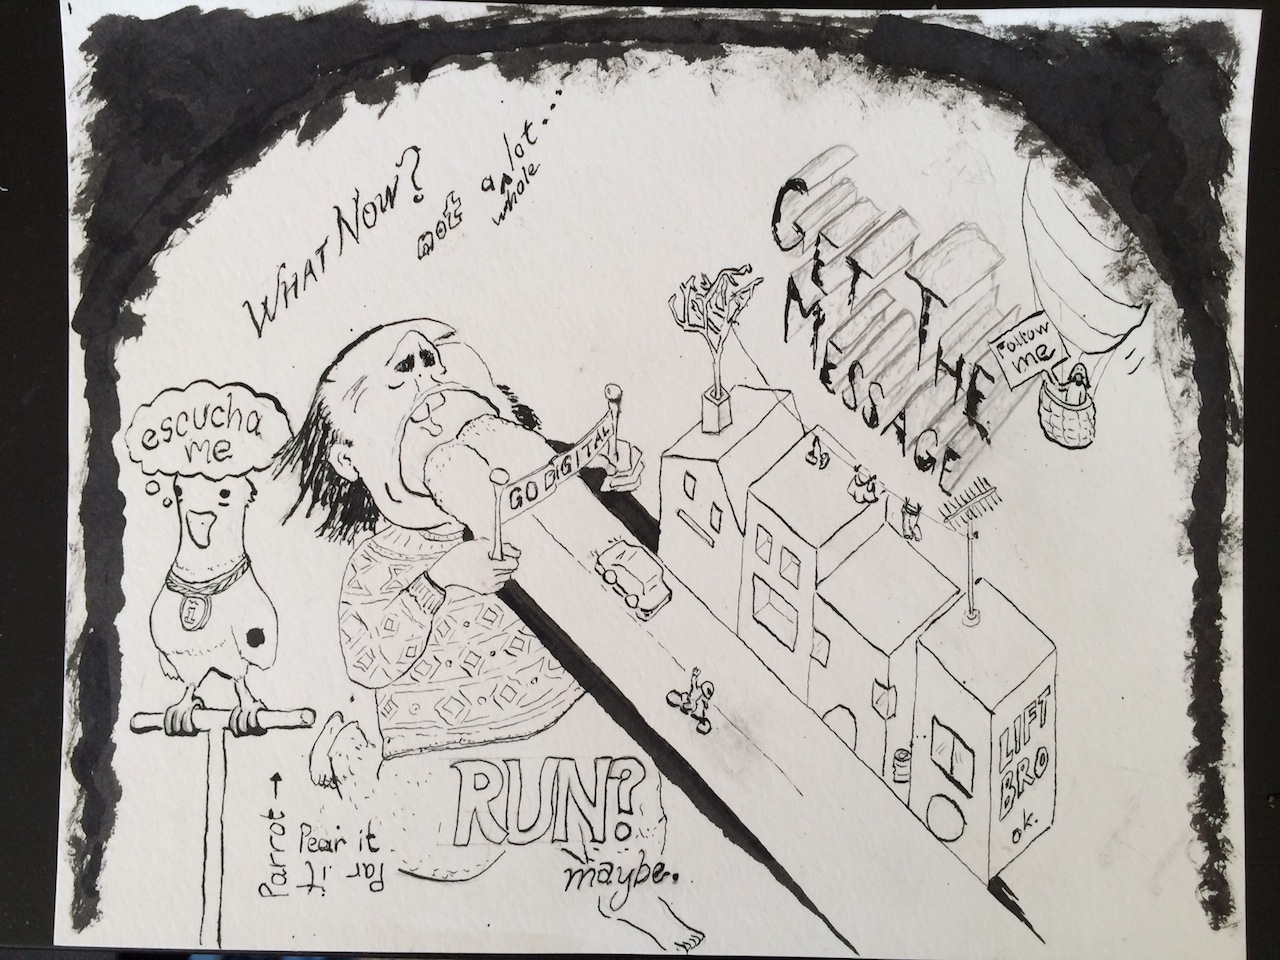 WHAT NOW?
not a lot...
whole
GET THE
MESSAGE
FOLLOW
me
escucha
me
GO DIGITAL
1
LIFT
BRO
ok.
RUN?
maybe.
Parrot →
Pear it
Par it